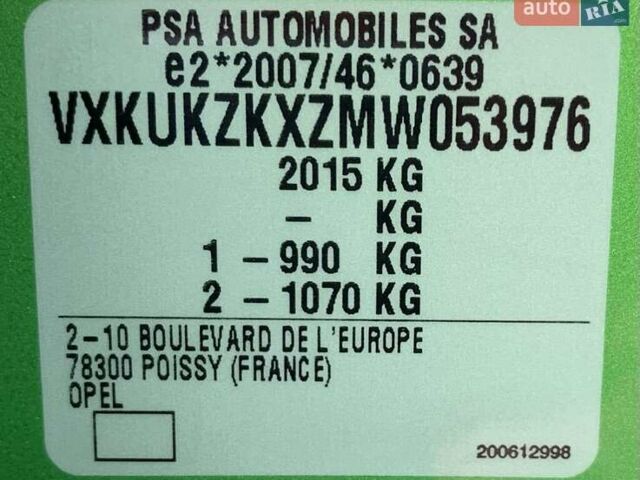 auto RIA.com
PSA AUTOMOBILES SA
e2*2007/46*0639
VXKUKZKXZMW053976
2015 KG
– KG
1 – 990 KG
2 – 1070 KG
2–10 BOULEVARD DE L'EUROPE
78300 POISSY (FRANCE)
OPEL
200612998